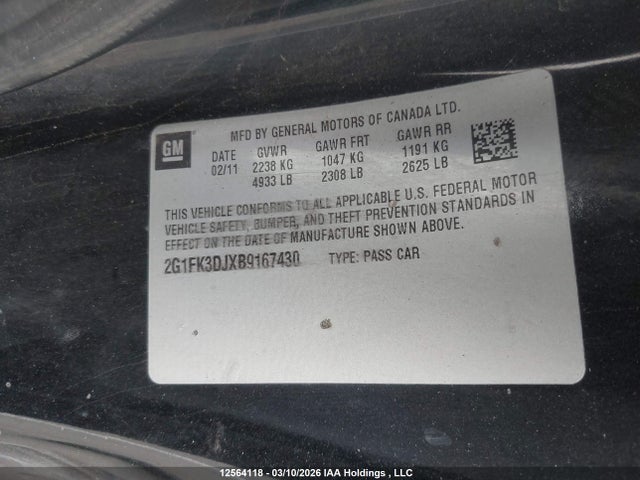 MFD BY GENERAL MOTORS OF CANADA LTD.
GM
DATE GVWR GAWR FRT GAWR RR
02/11 2238 KG 1047 KG 1191 KG
4933 LB 2308 LB 2625 LB
THIS VEHICLE CONFORMS TO ALL APPLICABLE U.S. FEDERAL MOTOR
VEHICLE SAFETY, BUMPER, AND THEFT PREVENTION STANDARDS IN
EFFECT ON THE DATE OF MANUFACTURE SHOWN ABOVE.
2G1FK3DJXB9167430 TYPE: PASS CAR
12564118 - 03/10/2026 IAA Holdings , LLC